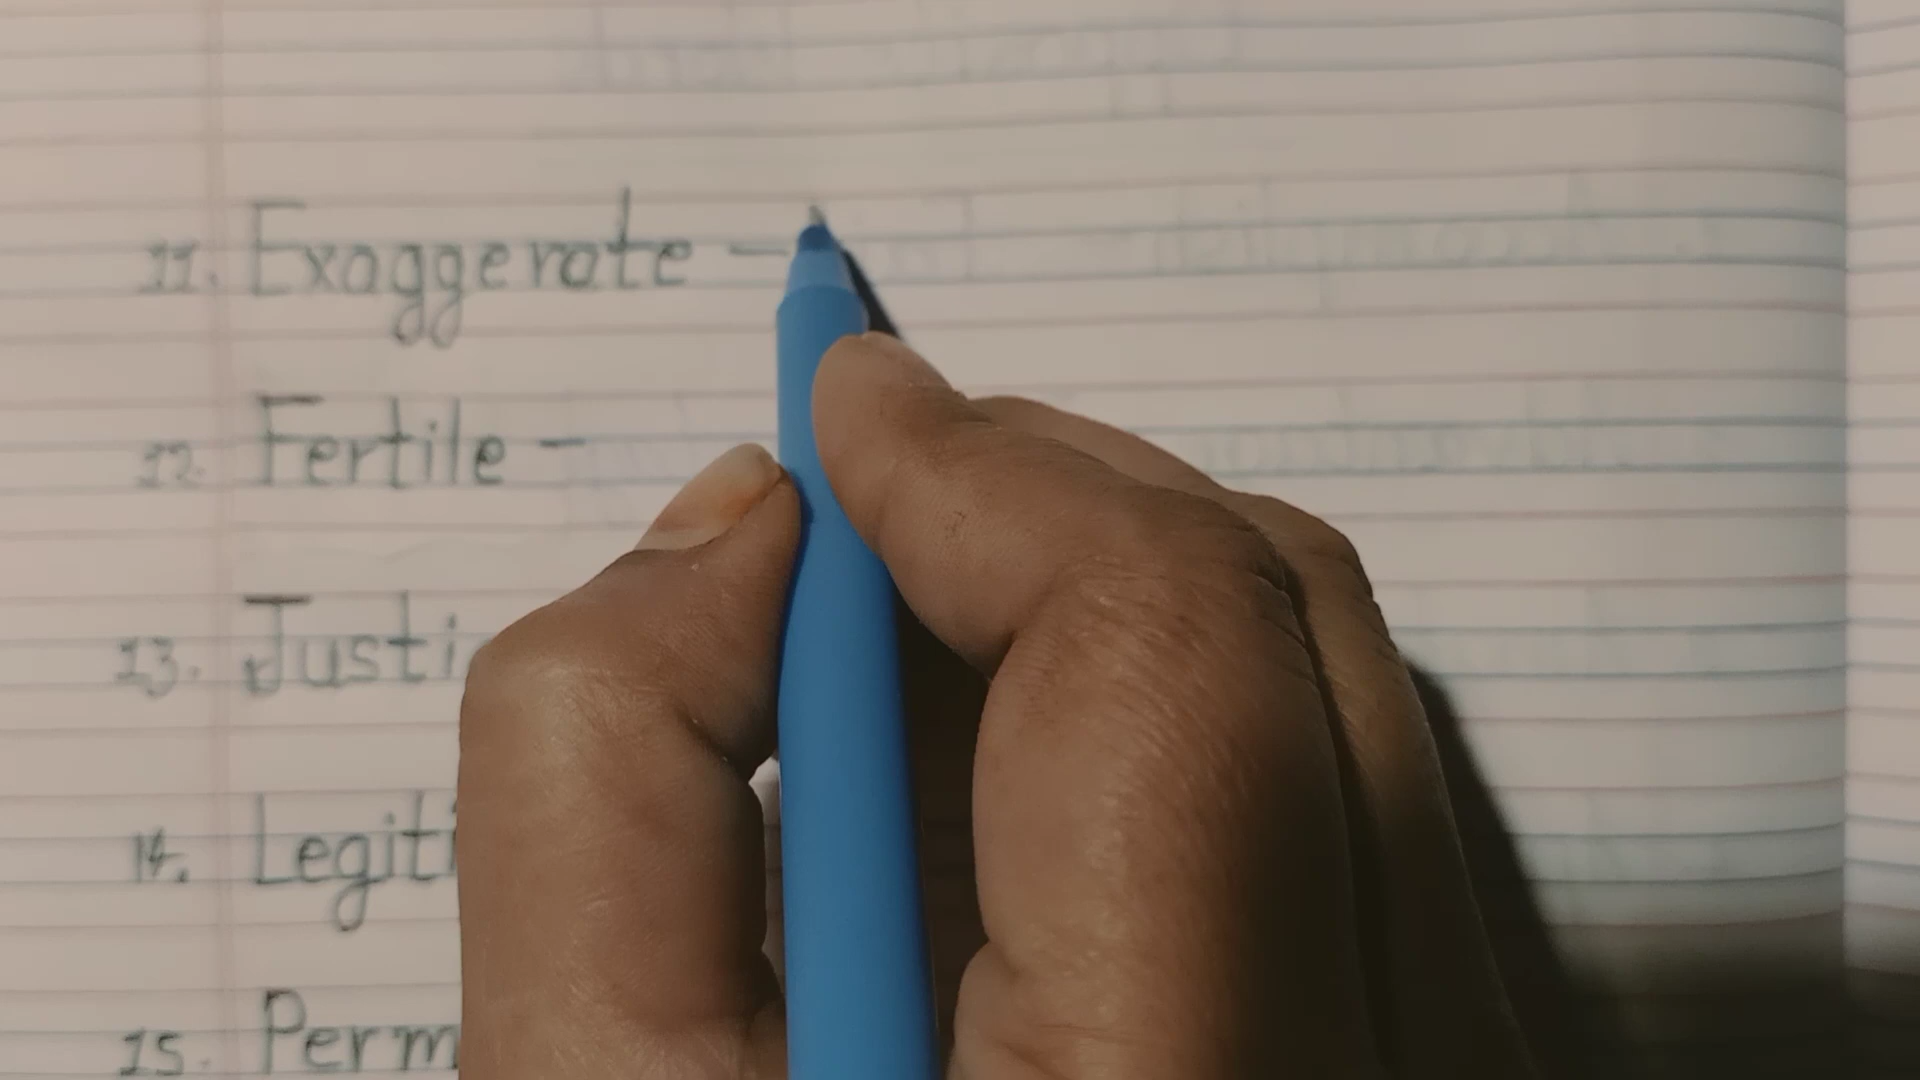 11. Exaggerate -
12. Fertile -
13. Justi
14. Legiti
15. Perm